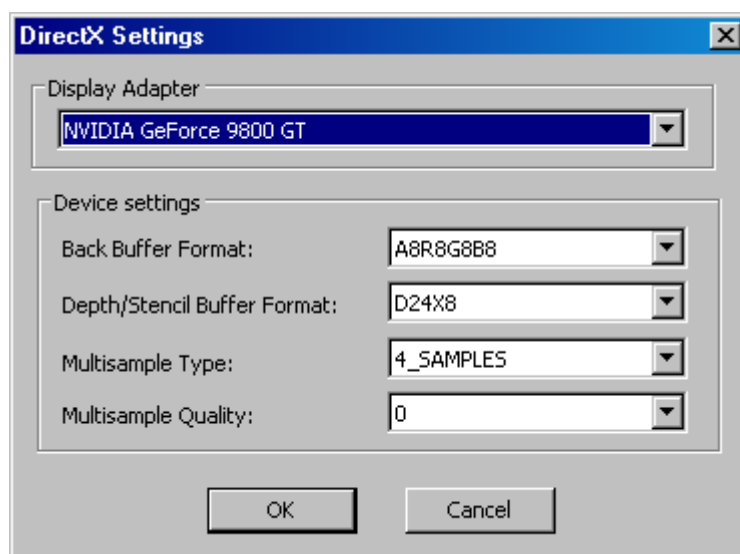 DirectX Settings
Display Adapter
NVIDIA GeForce 9800 GT
Device settings
Back Buffer Format: A8R8G8B8
Depth/Stencil Buffer Format: D24X8
Multisample Type: 4_SAMPLES
Multisample Quality: 0
OK Cancel